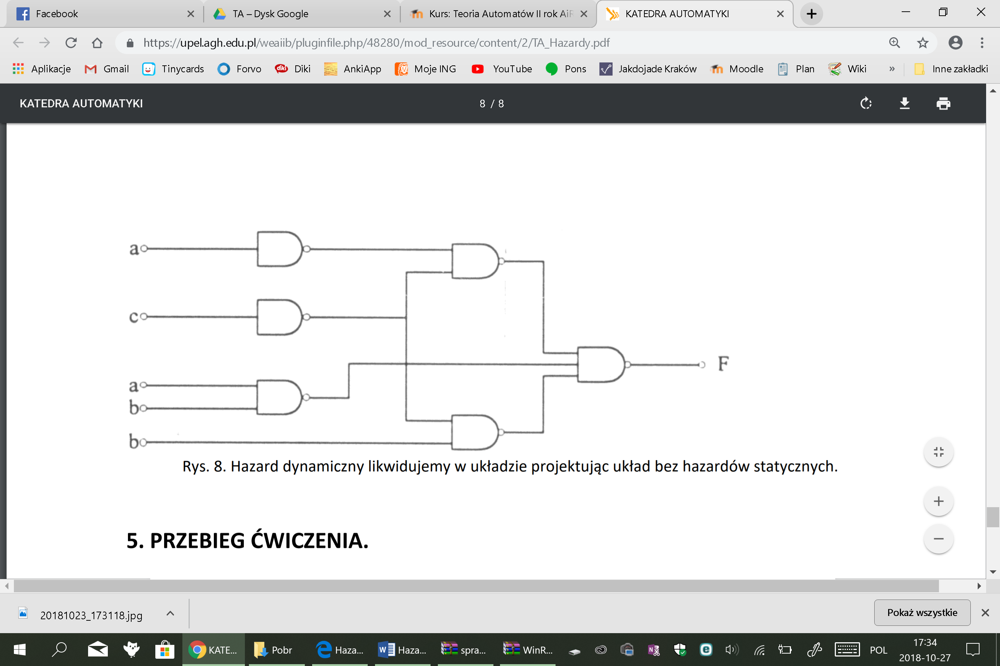 Facebook
TA – Dysk Google
Kurs: Teoria Automatów II rok AiR
KATEDRA AUTOMATYKI
https://upel.agh.edu.pl/weaiib/pluginfile.php/48280/mod_resource/content/2/TA_Hazardy.pdf
Aplikacje Gmail Tinycards Forvo diki Diki AnkiApp Moje ING YouTube Pons Jakdojade Kraków Moodle Plan Wiki » Inne zakładki
KATEDRA AUTOMATYKI 8 / 8
a
c
a
b
b
F
Rys. 8. Hazard dynamiczny likwidujemy w układzie projektując układ bez hazardów statycznych.
5. PRZEBIEG ĆWICZENIA.
20181023_173118.jpg
Pokaż wszystkie
KATE... Pobr Haza... Haza... spra... WinR... POL 17:34
2018-10-27